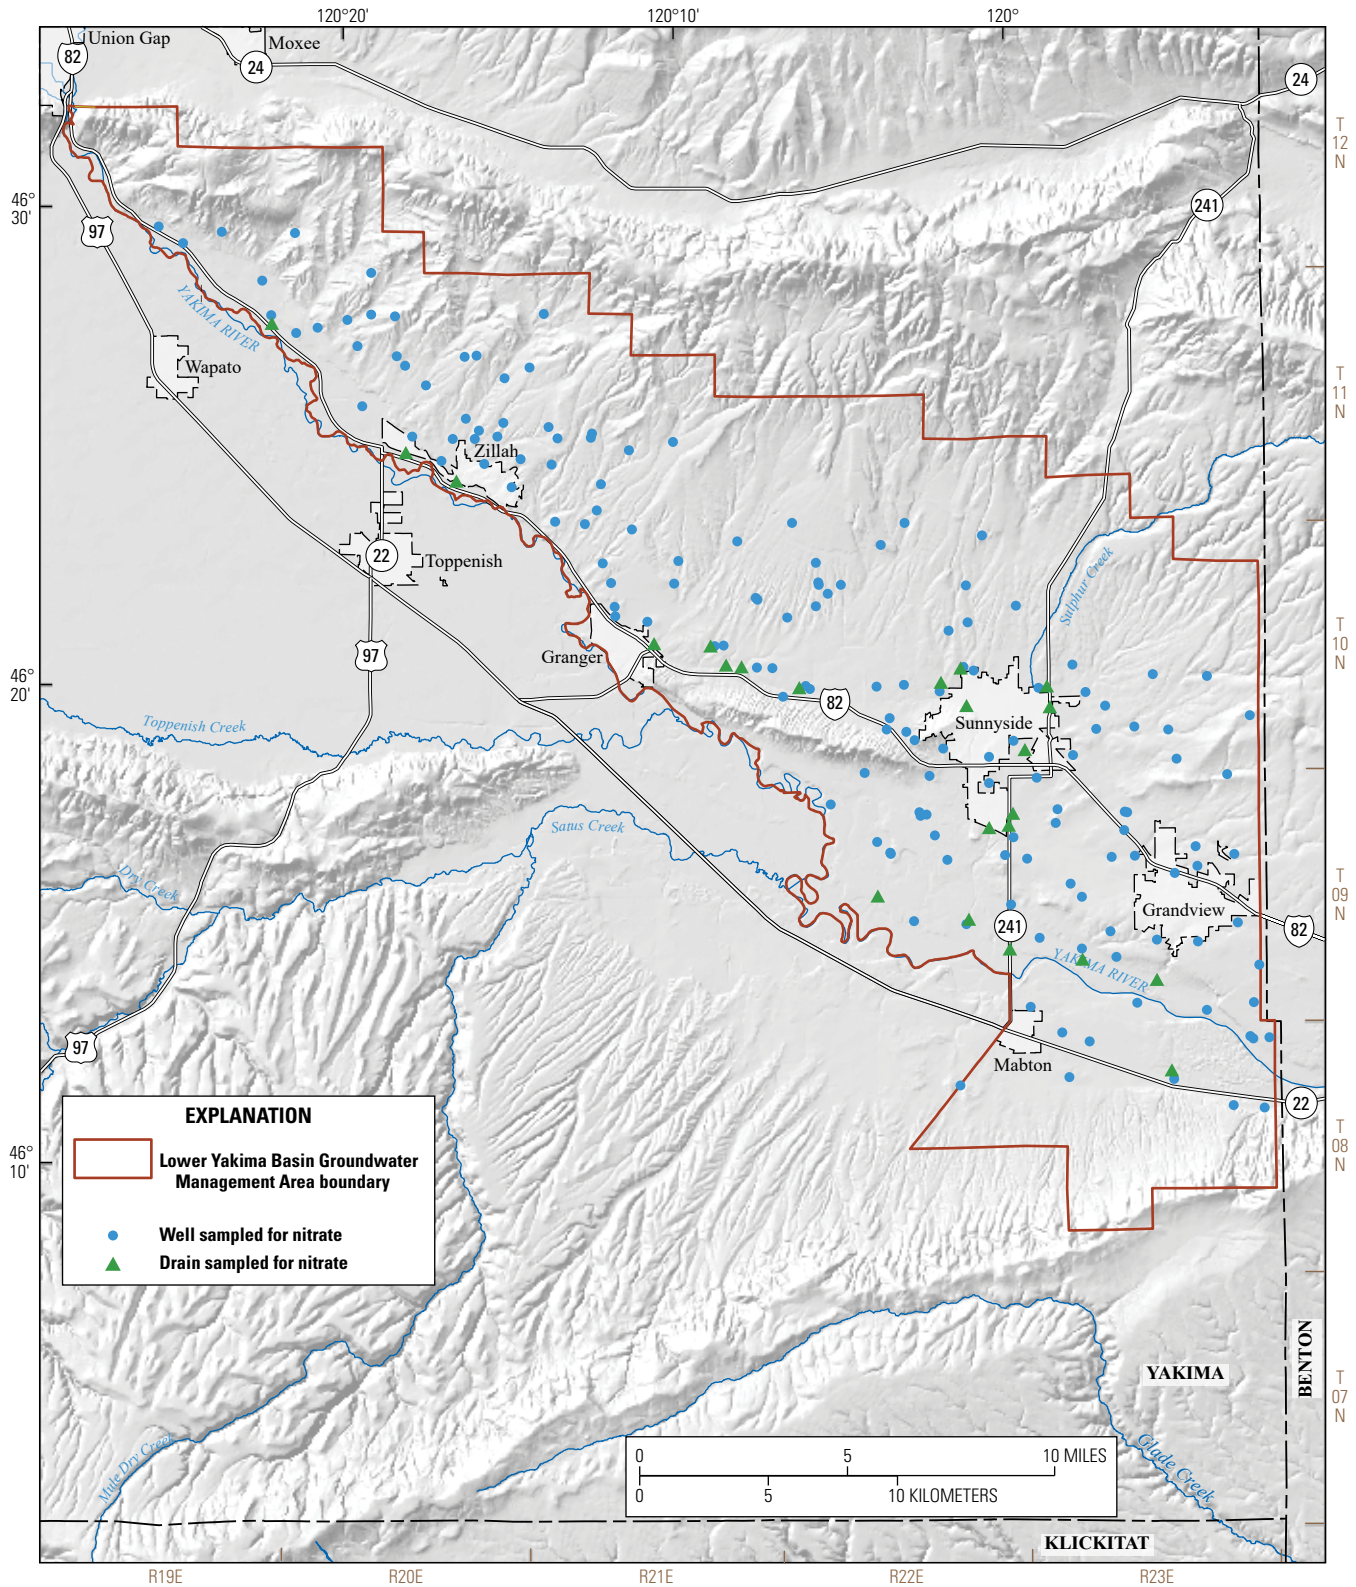 120°20'
120°10'
120°
Union Gap
Moxee
82
24
24
T
12
N
46°
30'
97
241
YAKIMA RIVER
Wapato
T
11
N
Zillah
22
Toppenish
Sulphur Creek
Granger
97
T
10
N
46°
20'
82
Sunnyside
Toppenish Creek
Satus Creek
Dry Creek
T
09
N
Grandview
241
82
YAKIMA RIVER
97
Mabton
22
EXPLANATION
Lower Yakima Basin Groundwater
Management Area boundary
Well sampled for nitrate
Drain sampled for nitrate
46°
10'
T
08
N
YAKIMA
BENTON
T
07
N
Mule Dry Creek
Glade Creek
0 5 10 MILES
0 5 10 KILOMETERS
KLICKITAT
R19E
R20E
R21E
R22E
R23E